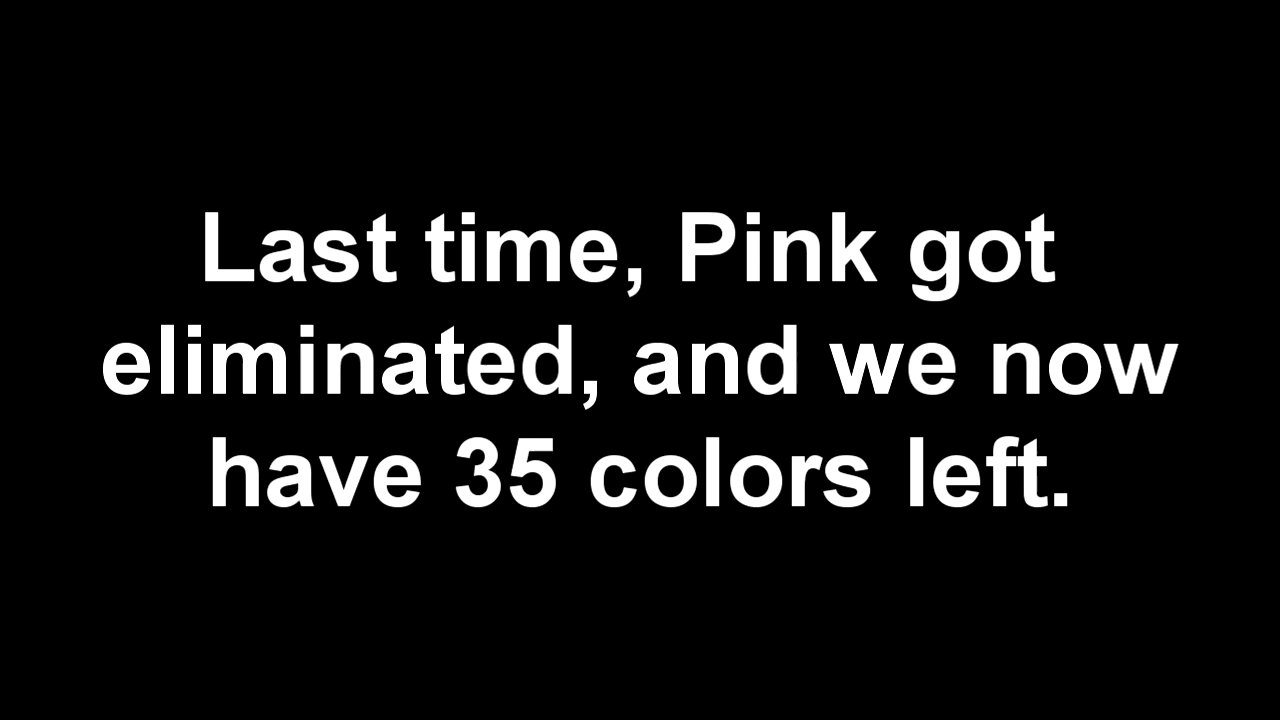 Last time, Pink got
eliminated, and we now
have 35 colors left.